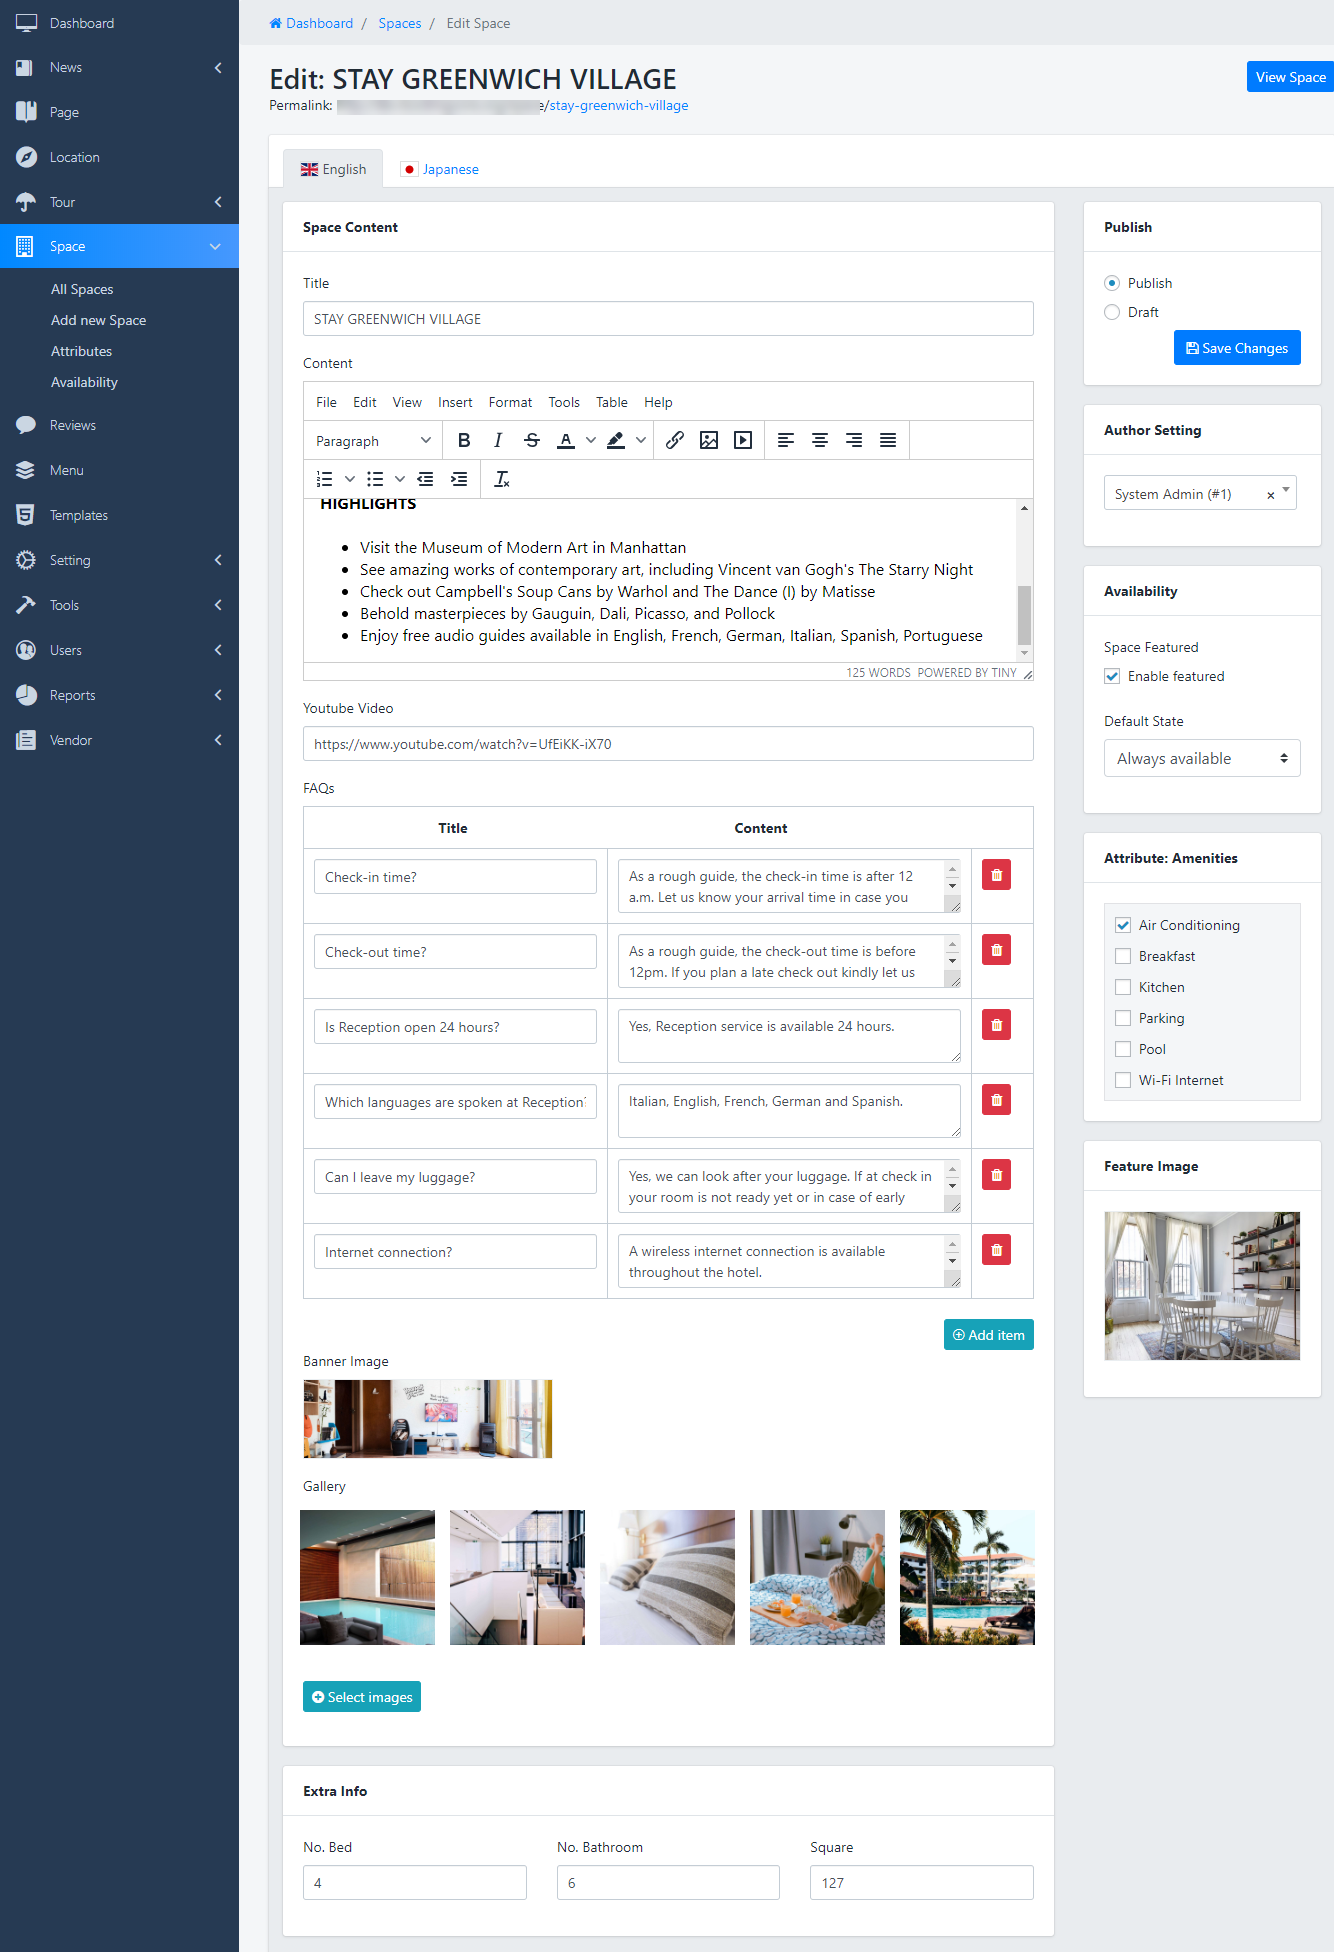 Dashboard
News
Page
Location
Tour
Space
All Spaces
Add new Space
Attributes
Availability
Reviews
Menu
Templates
Setting
Tools
Users
Reports
Vendor
Dashboard / Spaces / Edit Space
Edit: STAY GREENWICH VILLAGE
View Space
Permalink: /stay-greenwich-village
English
Japanese
Space Content
Title
STAY GREENWICH VILLAGE
Content
File Edit View Insert Format Tools Table Help
Paragraph
HIGHLIGHTS
• Visit the Museum of Modern Art in Manhattan
• See amazing works of contemporary art, including Vincent van Gogh's The Starry Night
• Check out Campbell's Soup Cans by Warhol and The Dance (I) by Matisse
• Behold masterpieces by Gauguin, Dali, Picasso, and Pollock
• Enjoy free audio guides available in English, French, German, Italian, Spanish, Portuguese
125 WORDS POWERED BY TINY
Youtube Video
https://www.youtube.com/watch?v=UfEiKK-iX70
FAQs
Title Content
Check-in time?
As a rough guide, the check-in time is after 12
a.m. Let us know your arrival time in case you
Check-out time?
As a rough guide, the check-out time is before
12pm. If you plan a late check out kindly let us
Is Reception open 24 hours?
Yes, Reception service is available 24 hours.
Which languages are spoken at Reception?
Italian, English, French, German and Spanish.
Can I leave my luggage?
Yes, we can look after your luggage. If at check in
your room is not ready yet or in case of early
Internet connection?
A wireless internet connection is available
throughout the hotel.
Add item
Banner Image
Gallery
Select images
Extra Info
No. Bed
4
No. Bathroom
6
Square
127
Publish
Publish
Draft
Save Changes
Author Setting
System Admin (#1) ×
Availability
Space Featured
Enable featured
Default State
Always available
Attribute: Amenities
Air Conditioning
Breakfast
Kitchen
Parking
Pool
Wi-Fi Internet
Feature Image